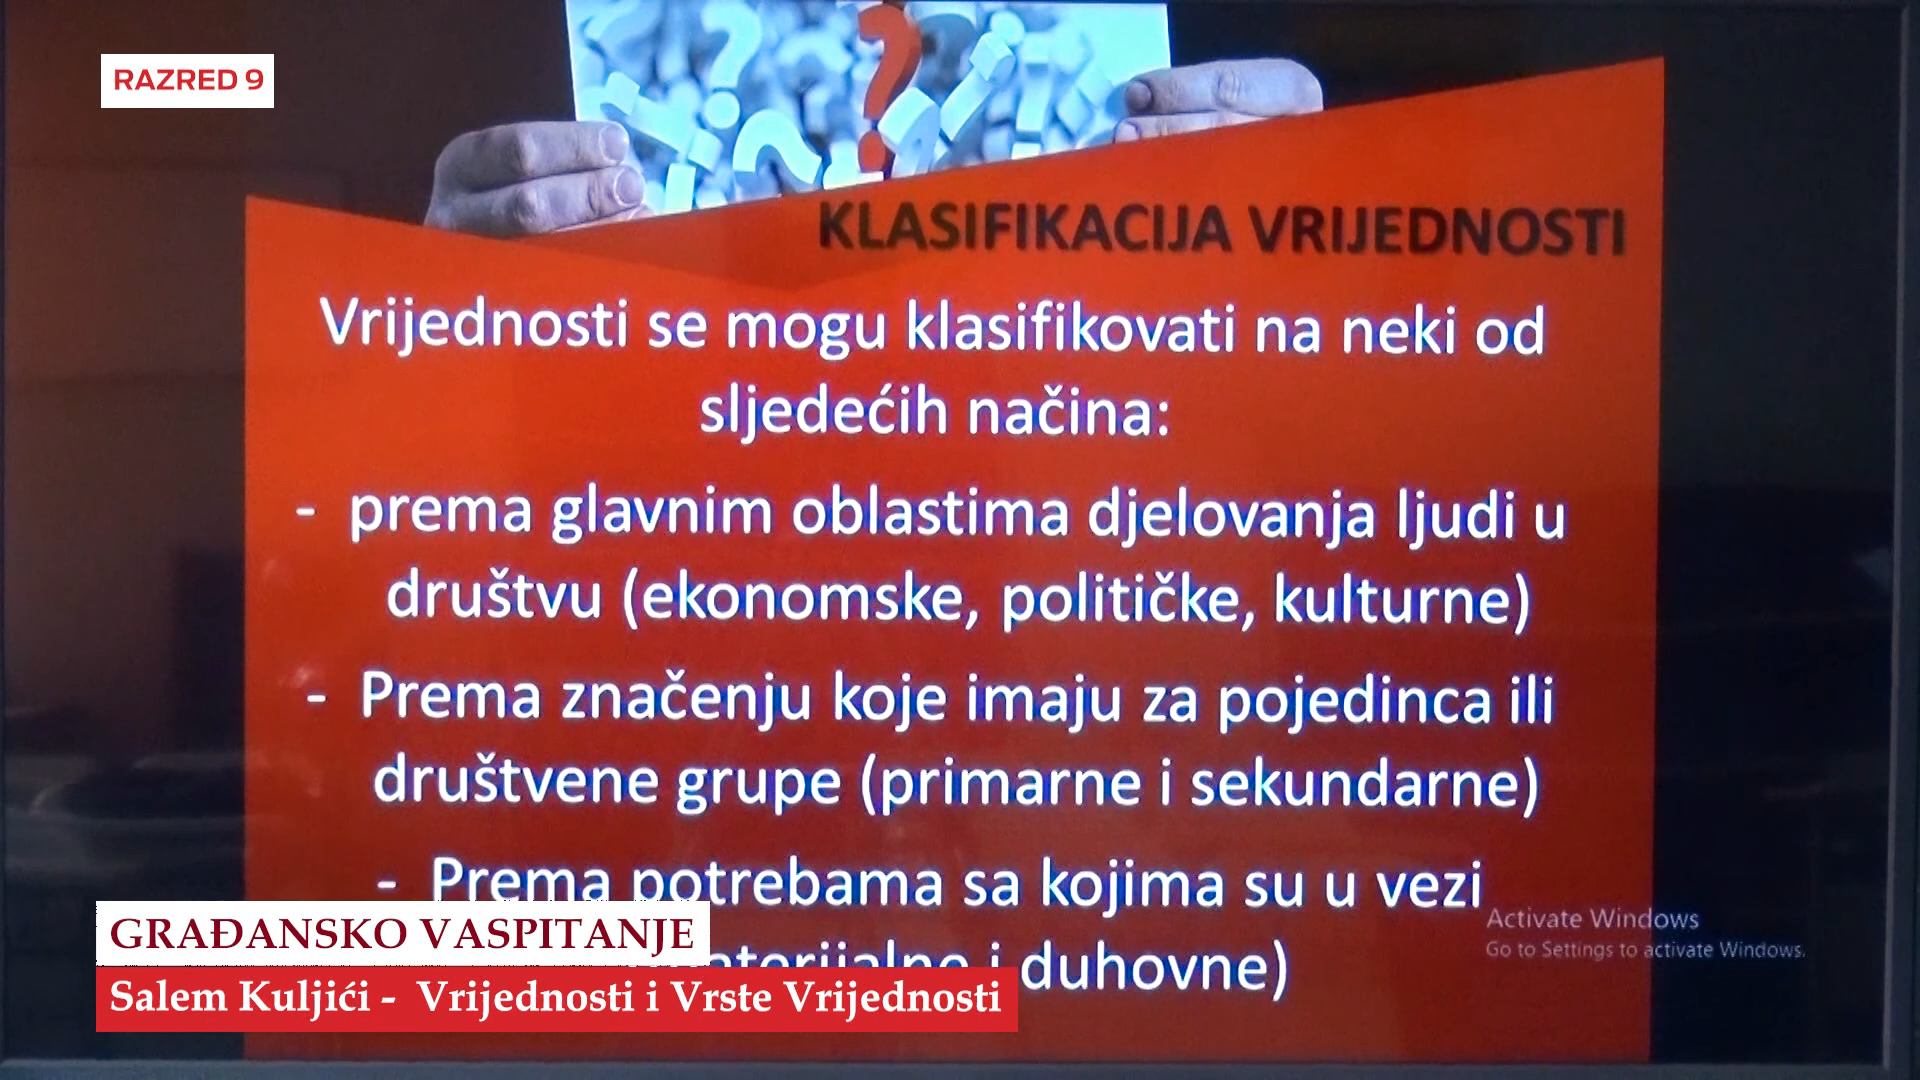 RAZRED 9
KLASIFIKACIJA VRIJEDNOSTI
Vrijednosti se mogu klasifikovati na neki od
sljedećih načina:
- prema glavnim oblastima djelovanja ljudi u
društvu (ekonomske, političke, kulturne)
- Prema značenju koje imaju za pojedinca ili
društvene grupe (primarne i sekundarne)
- Prema potrebama sa kojima su u vezi
i duhovne)
Activate Windows
Go to Settings to activate Windows.
GRAĐANSKO VASPITANJE
Salem Kuljići - Vrijednosti i Vrste Vrijednosti